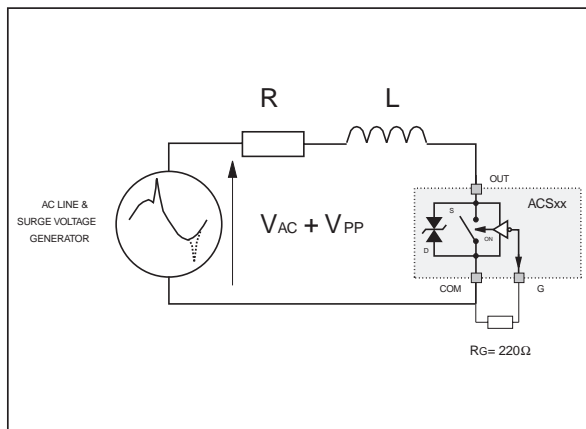 R
L
OUT
ACSxx
AC LINE &
SURGE VOLTAGE
GENERATOR
VAC + VPP
S
ON
D
COM
G
RG= 220Ω